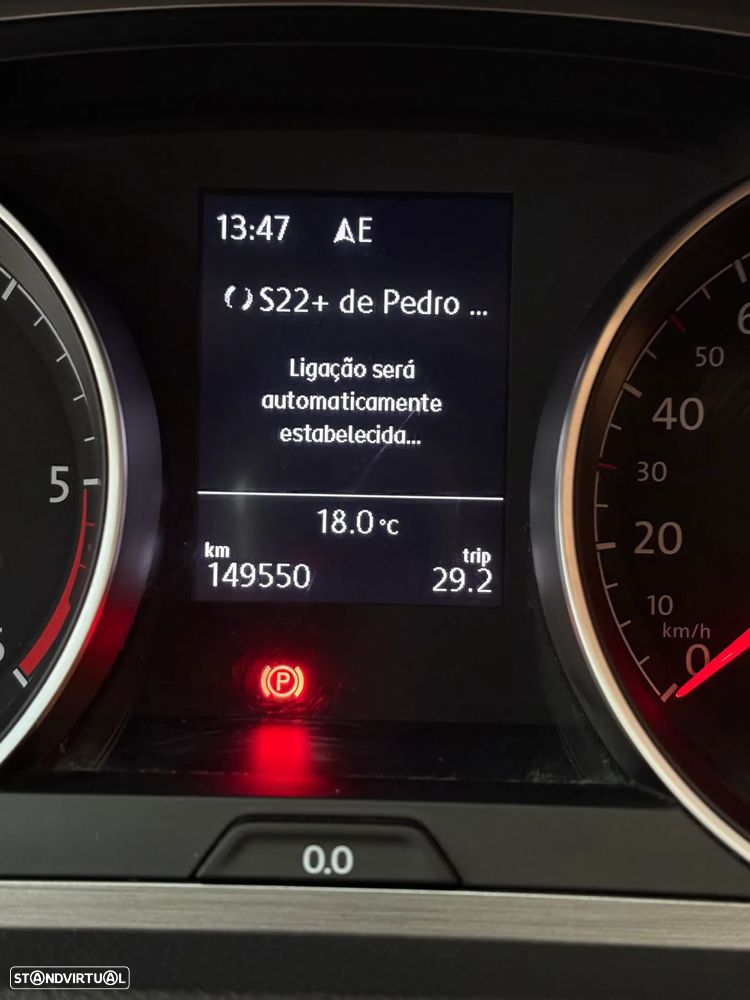 13:47 E
S22+ de Pedro ...
Ligação será
automaticamente
estabelecida...
18.0 °C
km
149550
trip
29.2
5
50
40
30
20
10
km/h
0
P
0.0
STANDVIRTUAL